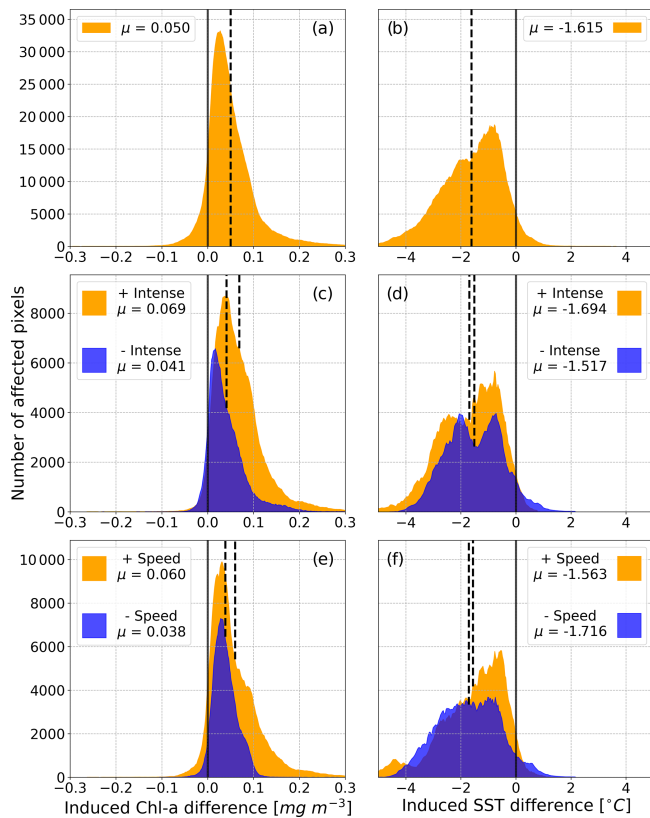 35 000
30 000
25 000
20 000
15 000
10 000
5000
0
μ = 0.050
(a)
−0.3 −0.2 −0.1 0.0 0.1 0.2 0.3
(b)
μ = -1.615
−4 −2 0 2 4
Number of affected pixels
8000
6000
4000
2000
0
+ Intense
μ = 0.069
- Intense
μ = 0.041
(c)
−0.3 −0.2 −0.1 0.0 0.1 0.2 0.3
(d)
+ Intense
μ = -1.694
- Intense
μ = -1.517
−4 −2 0 2 4
10 000
8000
6000
4000
2000
0
+ Speed
μ = 0.060
- Speed
μ = 0.038
(e)
−0.3 −0.2 −0.1 0.0 0.1 0.2 0.3
Induced Chl-a difference [mg m⁻³]
(f)
+ Speed
μ = -1.563
- Speed
μ = -1.716
−4 −2 0 2 4
Induced SST difference [°C]